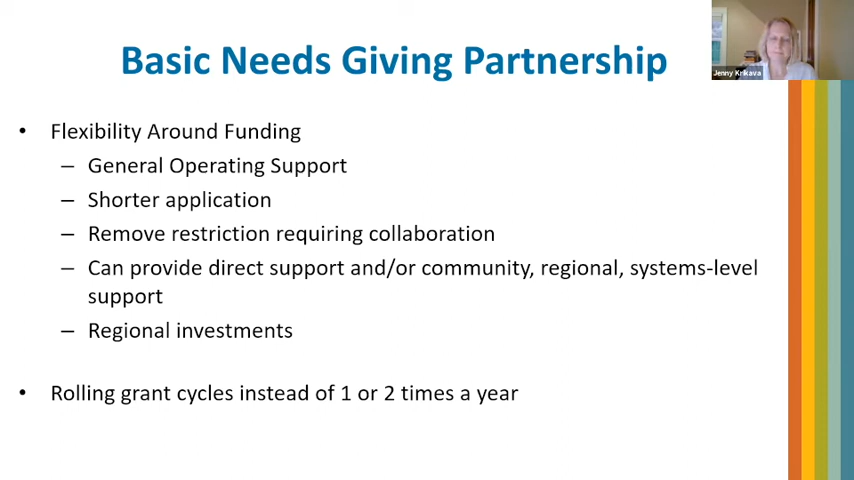 Basic Needs Giving Partnership
Jenny Krikava
• Flexibility Around Funding
– General Operating Support
– Shorter application
– Remove restriction requiring collaboration
– Can provide direct support and/or community, regional, systems-level
support
– Regional investments
• Rolling grant cycles instead of 1 or 2 times a year